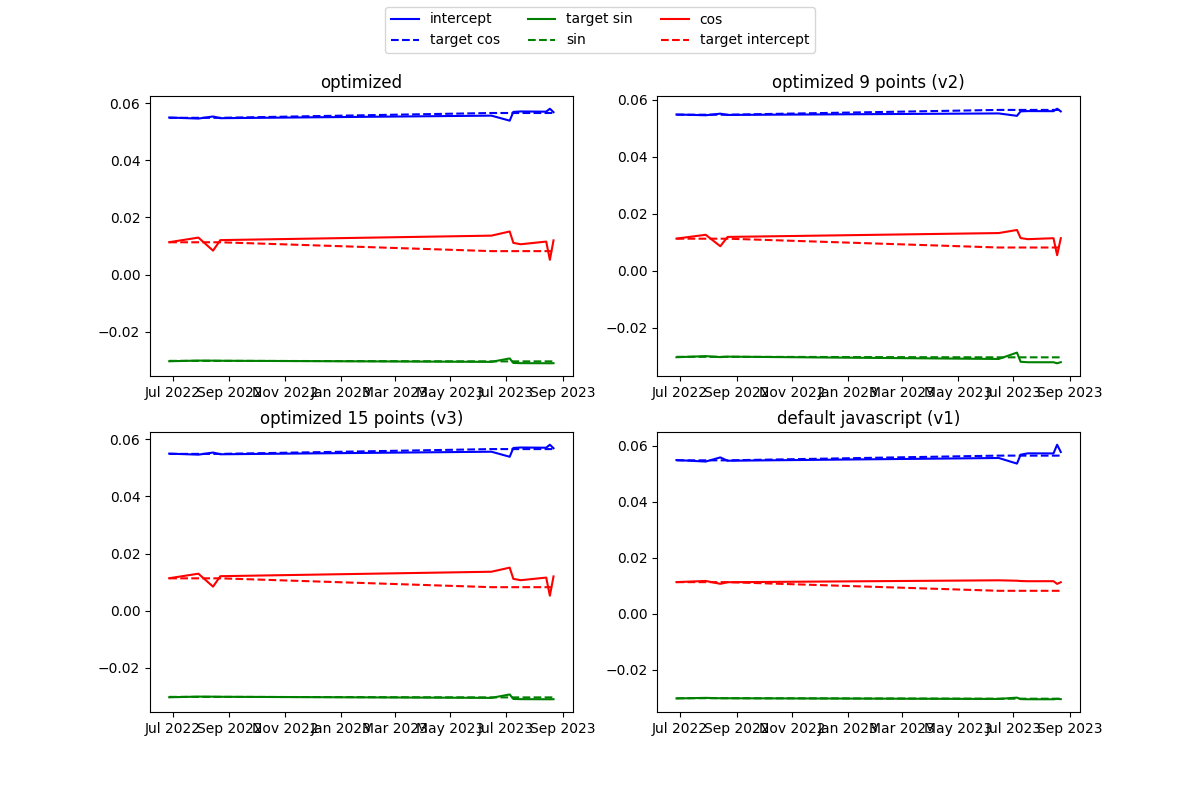 intercept target sin cos
target cos sin target intercept
optimized
0.06
0.04
0.02
0.00
−0.02
Jul 2022 Sep 2022 Nov 2022 Jan 2023 Mar 2023 May 2023 Jul 2023 Sep 2023
optimized 9 points (v2)
0.06
0.04
0.02
0.00
−0.02
Jul 2022 Sep 2022 Nov 2022 Jan 2023 Mar 2023 May 2023 Jul 2023 Sep 2023
optimized 15 points (v3)
0.06
0.04
0.02
0.00
−0.02
Jul 2022 Sep 2022 Nov 2022 Jan 2023 Mar 2023 May 2023 Jul 2023 Sep 2023
default javascript (v1)
0.06
0.04
0.02
0.00
−0.02
Jul 2022 Sep 2022 Nov 2022 Jan 2023 Mar 2023 May 2023 Jul 2023 Sep 2023